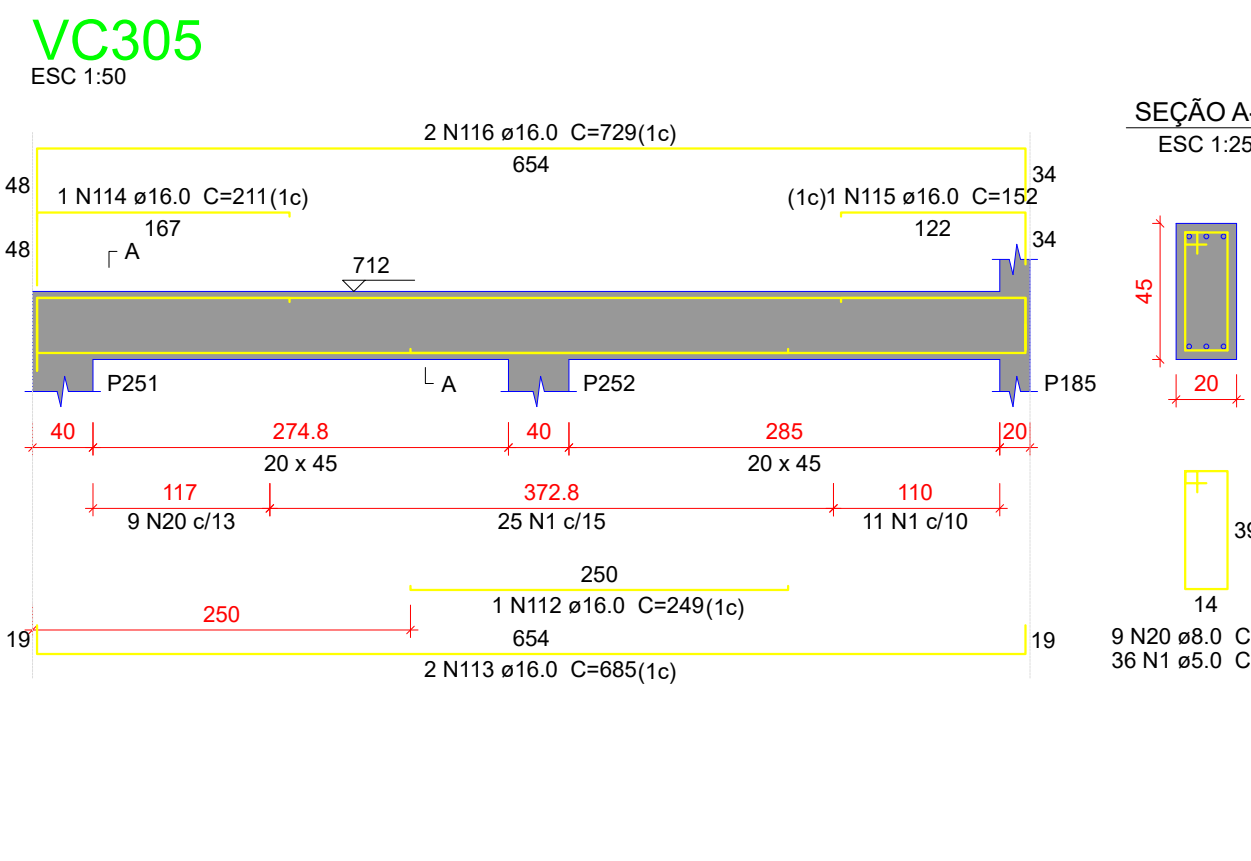 VC305
ESC 1:50
SEÇÃO A-
ESC 1:25
2 N116 ø16.0 C=729(1c)
654
48
34
1 N114 ø16.0 C=211(1c)
(1c)1 N115 ø16.0 C=152
167
122
48
34
A
712
45
P251
A
P252
P185
20
40
274.8
40
285
20
20 x 45
20 x 45
117
372.8
110
9 N20 c/13
25 N1 c/15
11 N1 c/10
39
250
1 N112 ø16.0 C=249(1c)
14
250
19
654
19
9 N20 ø8.0 C
36 N1 ø5.0 C
2 N113 ø16.0 C=685(1c)